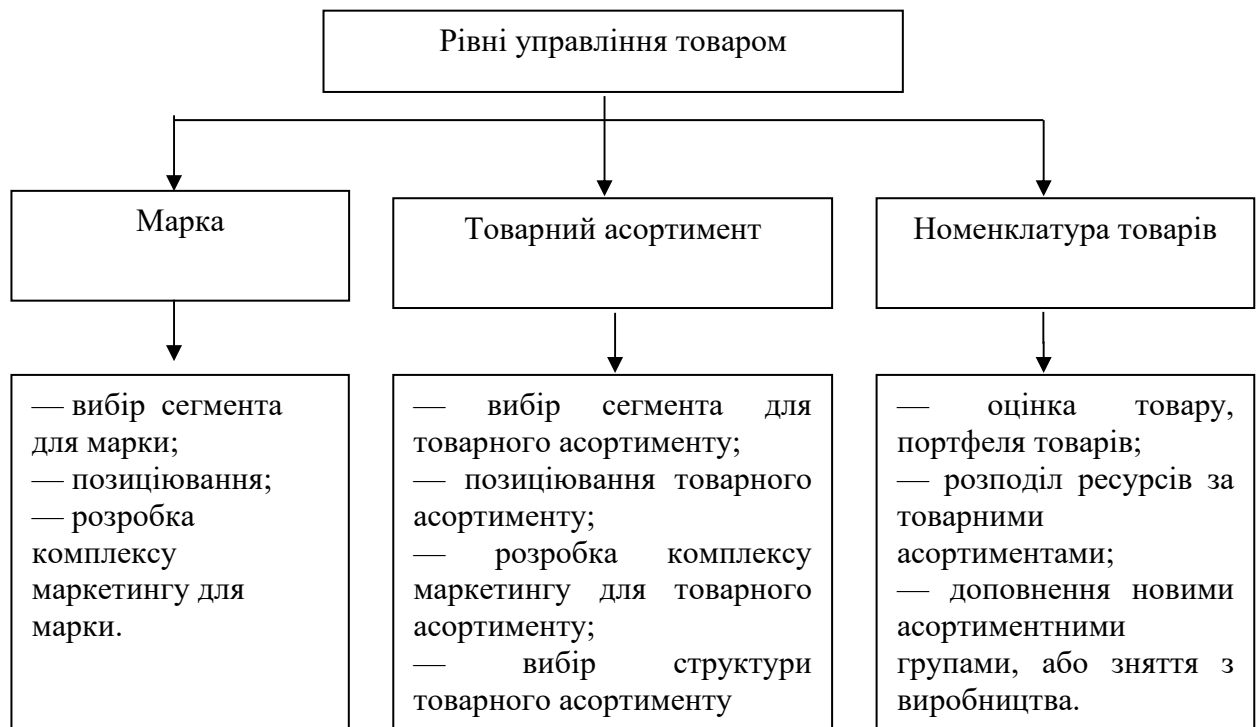 Рівні управління товаром
Марка
Товарний асортимент
Номенклатура товарів
— вибір сегмента
для марки;
— позиціювання;
— розробка
комплексу
маркетингу для
марки.
— вибір сегмента для
товарного асортименту;
— позиціювання товарного
асортименту;
— розробка комплексу
маркетингу для товарного
асортименту;
— вибір структури
товарного асортименту
— оцінка товару,
портфеля товарів;
— розподіл ресурсів за
товарними
асортиментами;
— доповнення новими
асортиментними
групами, або зняття з
виробництва.